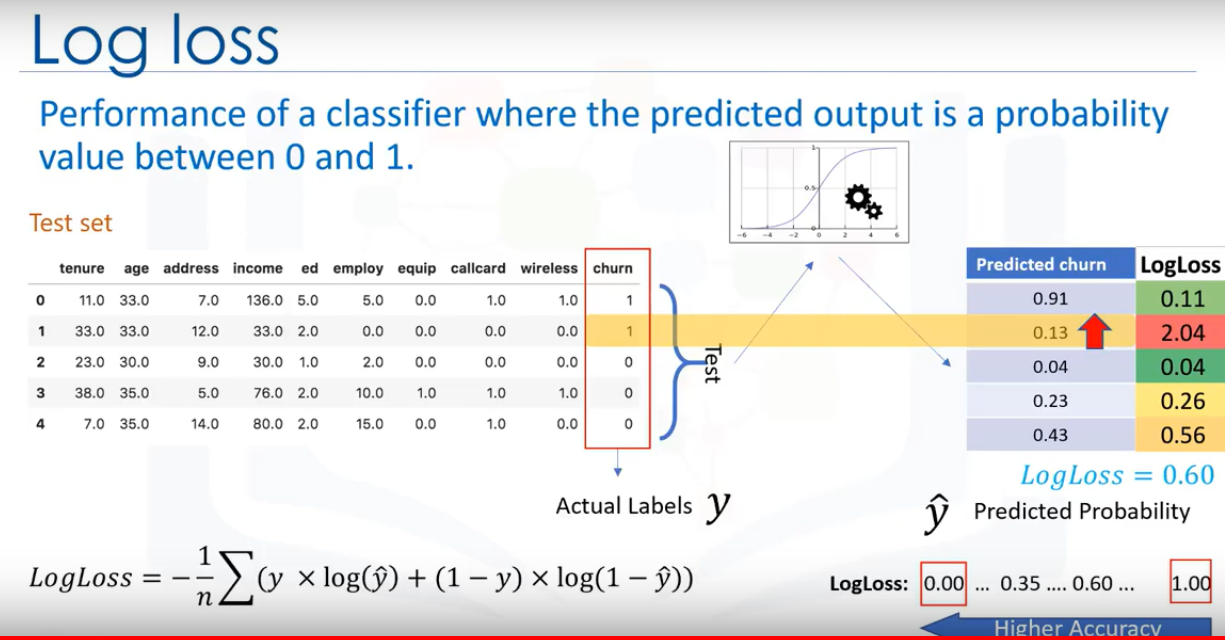 Log loss
Performance of a classifier where the predicted output is a probability
value between 0 and 1.
Test set
tenure age address income ed employ equip callcard wireless churn
0 11.0 33.0 7.0 136.0 5.0 5.0 0.0 1.0 1.0 1
1 33.0 33.0 12.0 33.0 2.0 0.0 0.0 0.0 0.0 1
2 23.0 30.0 9.0 30.0 1.0 2.0 0.0 0.0 0.0 0
3 38.0 35.0 5.0 76.0 2.0 10.0 1.0 1.0 1.0 0
4 7.0 35.0 14.0 80.0 2.0 15.0 0.0 1.0 0.0 0
Test
1
0.5
0
-6 -4 -2 0 2 4 6
Predicted churn LogLoss
0.91 0.11
0.13 2.04
0.04 0.04
0.23 0.26
0.43 0.56
LogLoss = 0.60
Actual Labels y
ŷ Predicted Probability
LogLoss = −1/n ∑(y × log(ŷ) + (1 − y) × log(1 − ŷ))
LogLoss: 0.00 ... 0.35 .... 0.60 ... 1.00
Higher Accuracy